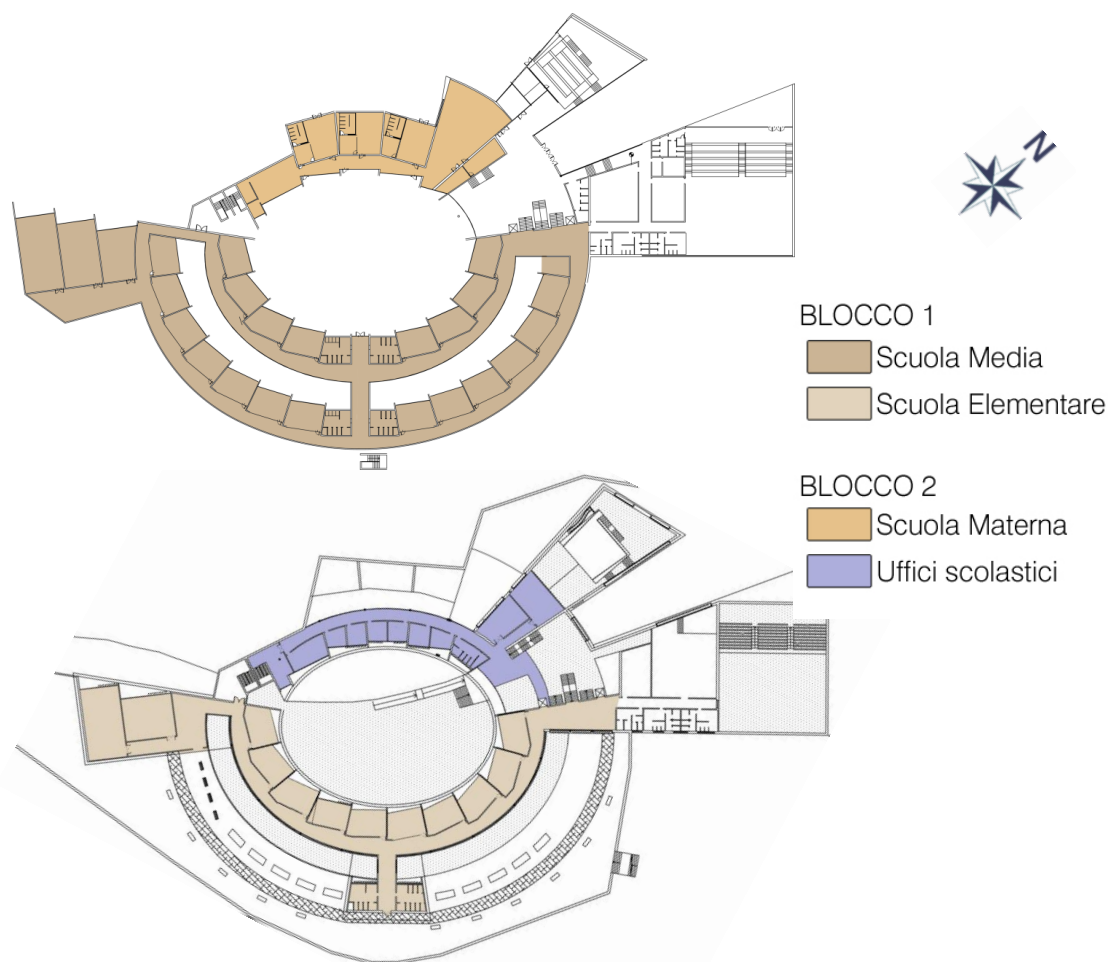 N
BLOCCO 1
Scuola Media
Scuola Elementare
BLOCCO 2
Scuola Materna
Uffici scolastici